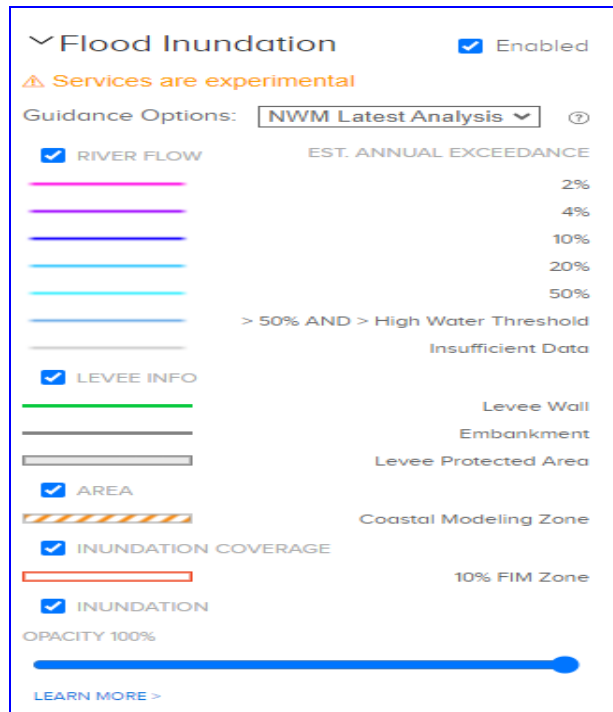 Flood Inundation Enabled
Services are experimental
Guidance Options: NWM Latest Analysis ?
RIVER FLOW EST. ANNUAL EXCEEDANCE
2%
4%
10%
20%
50%
> 50% AND > High Water Threshold
Insufficient Data
LEVEE INFO
Levee Wall
Embankment
Levee Protected Area
AREA
Coastal Modeling Zone
INUNDATION COVERAGE
10% FIM Zone
INUNDATION
OPACITY 100%
LEARN MORE >